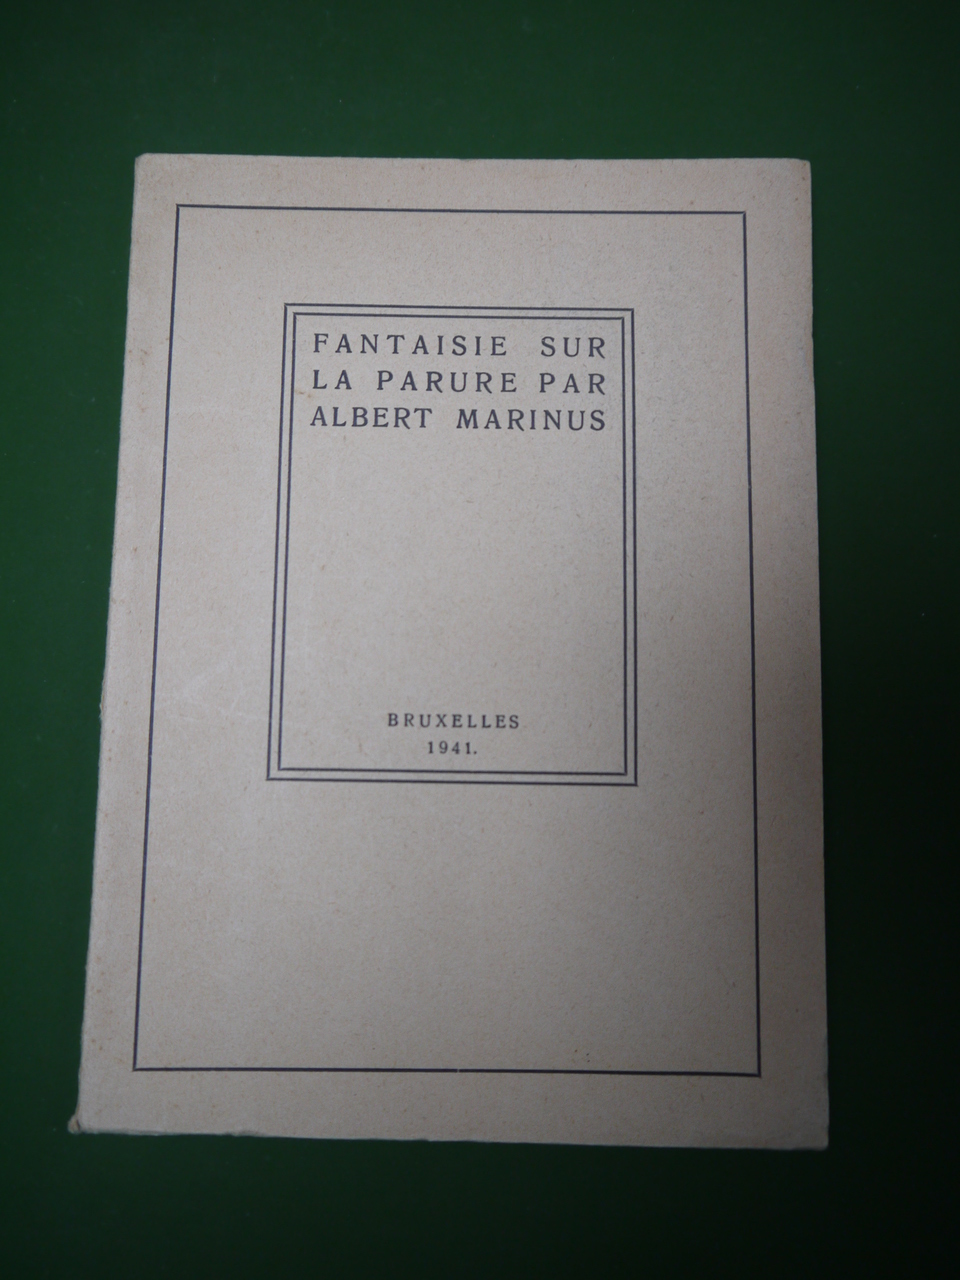 FANTAISIE SUR
LA PARURE PAR
ALBERT MARINUS
BRUXELLES
1941.